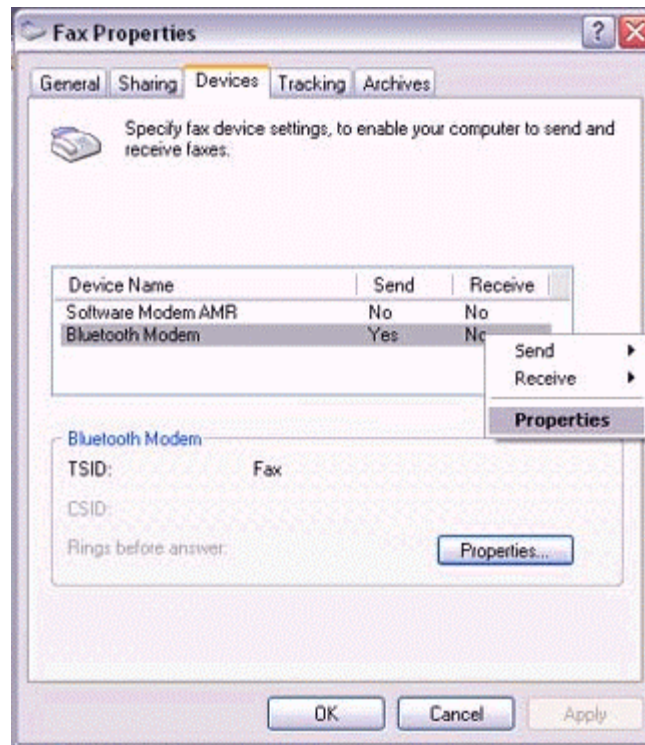 Fax Properties
General Sharing Devices Tracking Archives
Specify fax device settings, to enable your computer to send and
receive faxes.
Device Name Send Receive
Software Modem AMR No No
Bluetooth Modem Yes No
Send
Receive
Properties
Bluetooth Modem
TSID: Fax
CSID:
Rings before answer:
Properties...
OK Cancel Apply